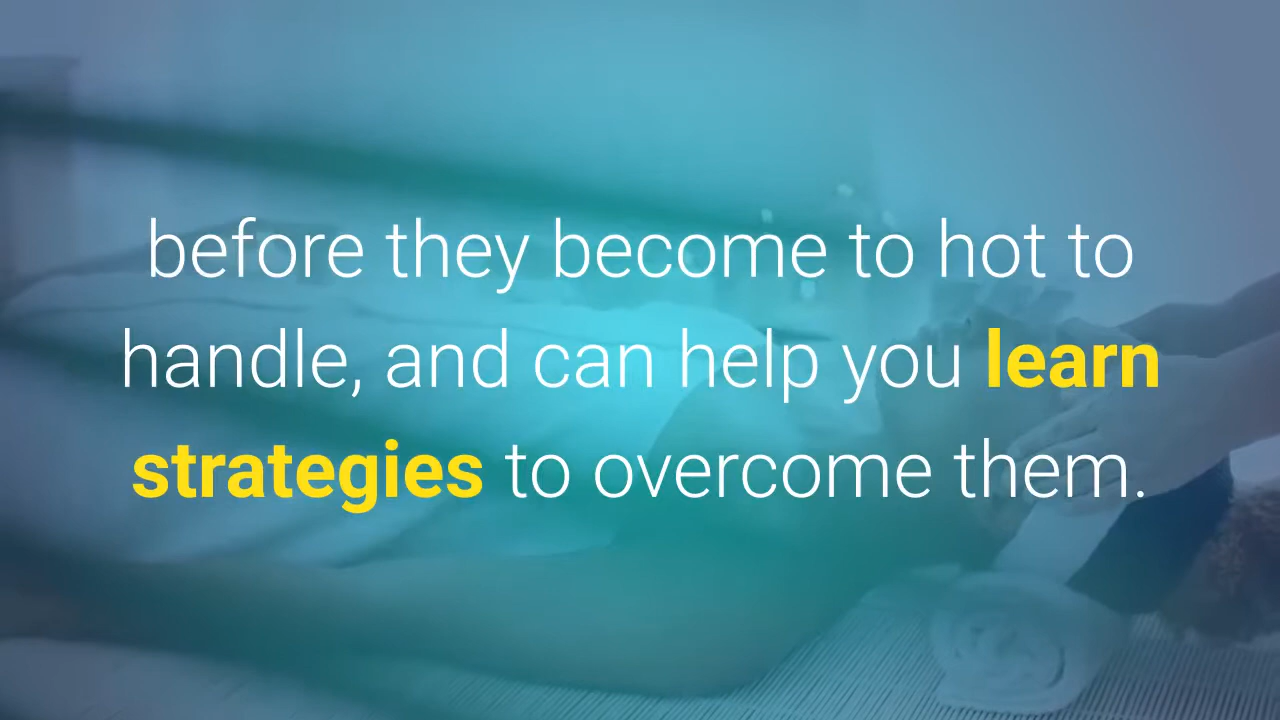 before they become to hot to
handle, and can help you learn
strategies to overcome them.